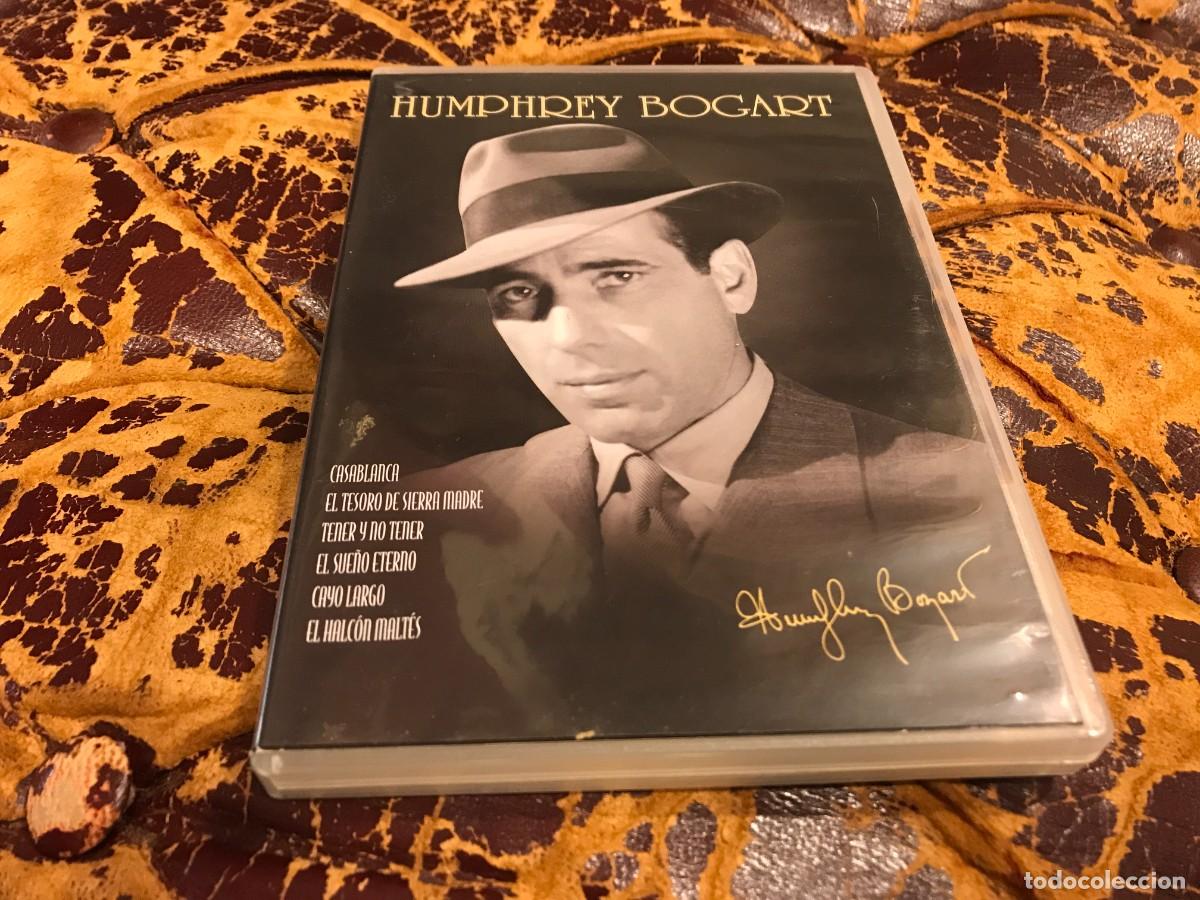 HUMPHREY BOGART
CASABLANCA
EL TESORO DE SIERRA MADRE
TENER Y NO TENER
EL SUEÑO ETERNO
CAYO LARGO
EL HALCÓN MALTÉS
Humphrey Bogart
todocoleccion